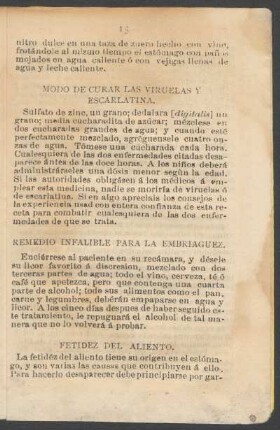 13
nitro dulce en una taza de suero hecho con vino,
frotándole al mismo tiempo el estómago con paños
mojados en agua caliente ó con vejigas llenas de
agua y leche caliente.
MODO DE CURAR LAS VIRUELAS Y
ESCARLATINA.
Sulfato de zinc, un grano; dedalera [digitalis] un
grano; media cucharadita de azúcar; mézclese en
dos cucharadas grandes de agua; y cuando esté
perfectamente mezclado, agréguensele cuatro on-
zas de agua. Tómese una cucharada cada hora.
Cualesquiera de las dos enfermedades citadas desapa-
parece ántes de las doce horas. A los niños deberá
administrárseles una dósis menor segun la edad.
Si las autoridades obligasen á los médicos á em-
plear esta medicina, nadie se moriría de viruelas ó
de escarlatina. Si en algo apreciais los consejos de
la experiencia usad con entera confianza de esta re-
ceta para combatir cualesquiera de las dos enfer-
medades de que se trata.
REMEDIO INFALIBLE PARA LA EMBRIAGUEZ.
Enciérrese al paciente en su recámara, y désele
su licor favorito á discrecion, mezclado con dos
terceras partes de agua; todo el vino, cerveza, té ó
café que apetezca, pero que contenga una cuarta
parte de alcohol; todo sus alimentos como el pan,
carne y legumbres, deberán empaparse en agua y
licor. A los cinco dias despues de haber seguido es-
te tratamiento, le repugnará el alcohol de tal ma-
nera que no lo volverá á probar.
FETIDEZ DEL ALIENTO.
La fetidéz del aliento tiene su origen en el estóma-
go, y son varias las causas que contribuyen á ello.
Para hacerlo desaparecer debe principiarse por gar-